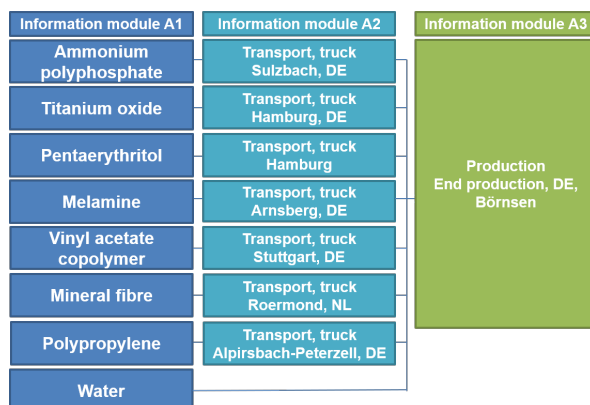 Information module A1
Information module A2
Information module A3
Ammonium
polyphosphate
Transport, truck
Sulzbach, DE
Titanium oxide
Transport, truck
Hamburg, DE
Pentaerythritol
Transport, truck
Hamburg
Melamine
Transport, truck
Arnsberg, DE
Vinyl acetate
copolymer
Transport, truck
Stuttgart, DE
Mineral fibre
Transport, truck
Roermond, NL
Polypropylene
Transport, truck
Alpirsbach-Peterzell, DE
Water
Production
End production, DE,
Börnsen